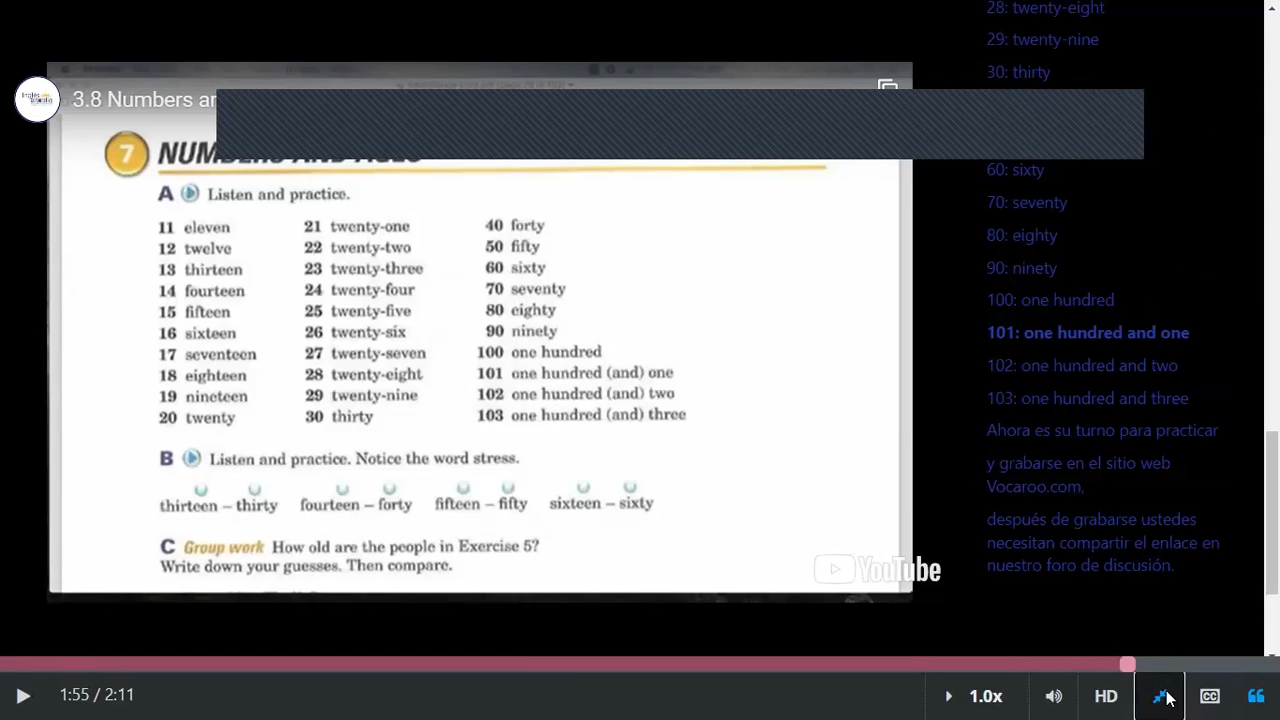 3.8 Numbers an
7
A Listen and practice.
11 eleven 21 twenty-one 40 forty
12 twelve 22 twenty-two 50 fifty
13 thirteen 23 twenty-three 60 sixty
14 fourteen 24 twenty-four 70 seventy
15 fifteen 25 twenty-five 80 eighty
16 sixteen 26 twenty-six 90 ninety
17 seventeen 27 twenty-seven 100 one hundred
18 eighteen 28 twenty-eight 101 one hundred (and) one
19 nineteen 29 twenty-nine 102 one hundred (and) two
20 twenty 30 thirty 103 one hundred (and) three
B Listen and practice. Notice the word stress.
thirteen – thirty fourteen – forty fifteen – fifty sixteen – sixty
C Group work How old are the people in Exercise 5?
Write down your guesses. Then compare.
YouTube
28: twenty-eight
29: twenty-nine
30: thirty
60: sixty
70: seventy
80: eighty
90: ninety
100: one hundred
101: one hundred and one
102: one hundred and two
103: one hundred and three
Ahora es su turno para practicar
y grabarse en el sitio web
Vocaroo.com,
después de grabarse ustedes
necesitan compartir el enlace en
nuestro foro de discusión.
1:55 / 2:11
1.0x
HD
CC